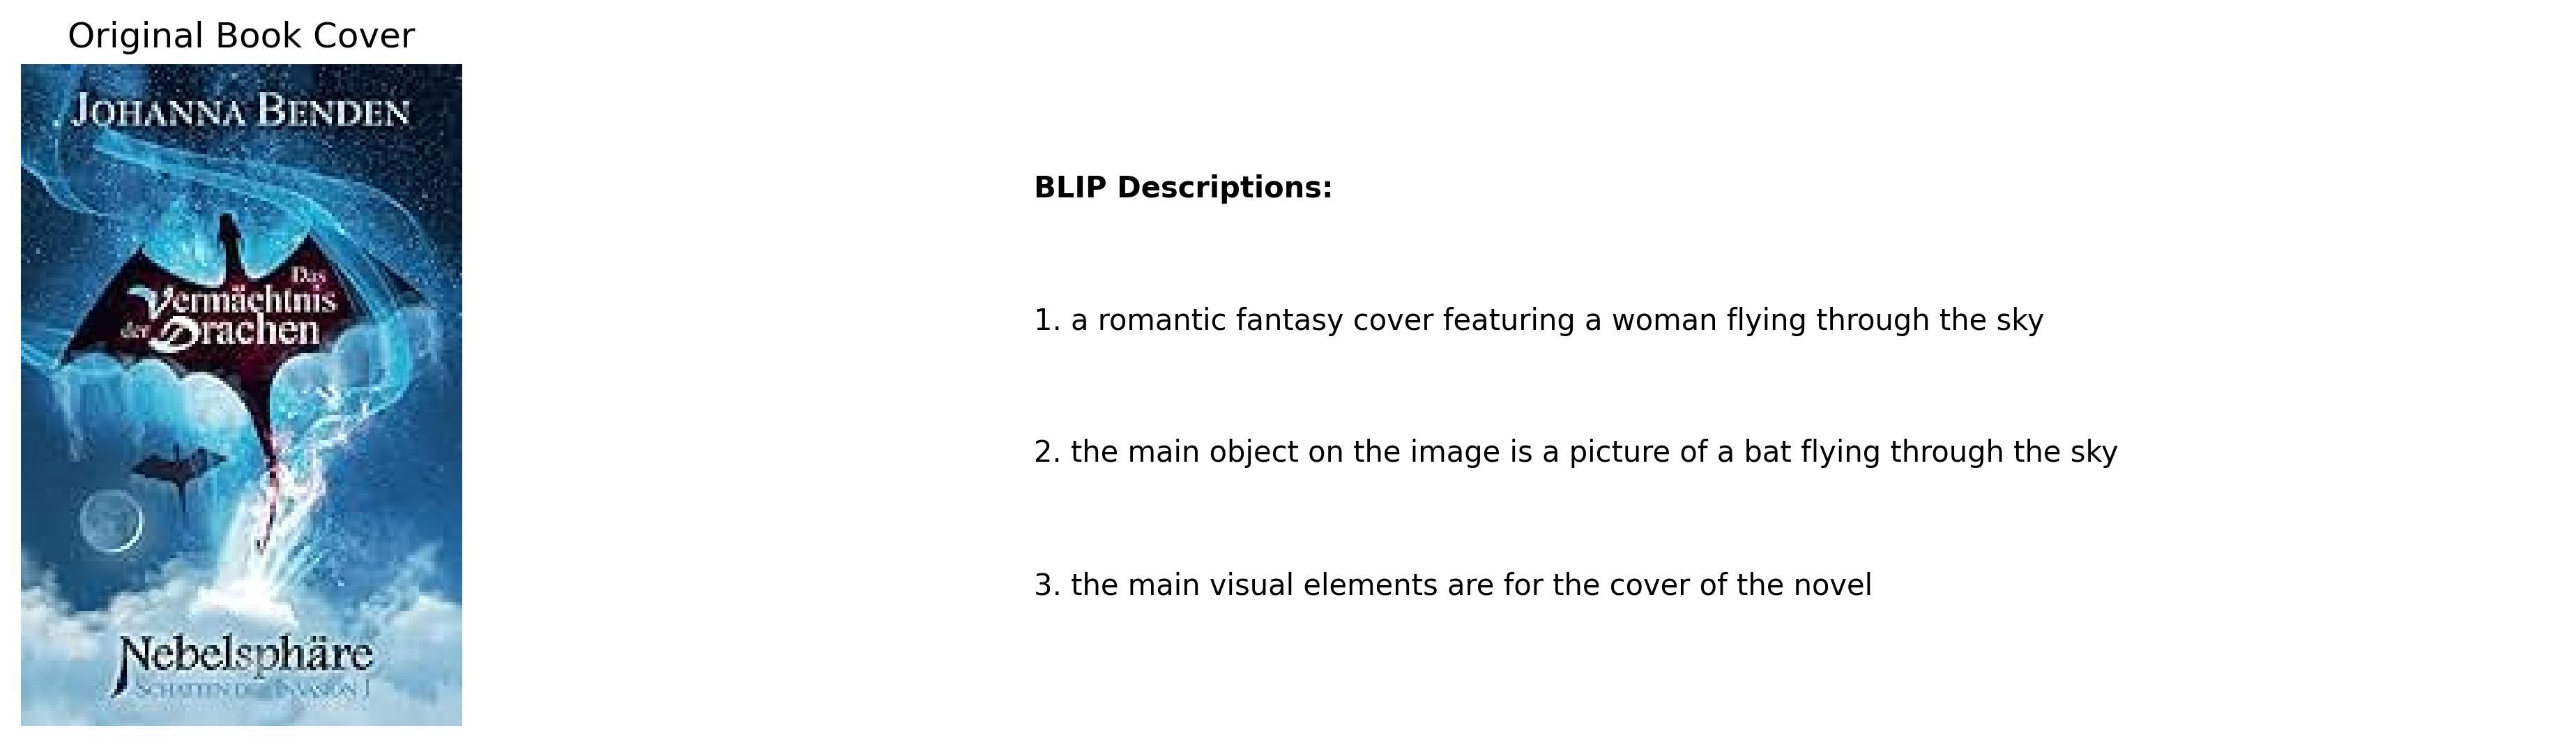 Original Book Cover
JOHANNA BENDEN
Das
Vermächtnis
der Drachen
Nebelsphäre
SCHATTEN DER INVASION I
BLIP Descriptions:
1. a romantic fantasy cover featuring a woman flying through the sky
2. the main object on the image is a picture of a bat flying through the sky
3. the main visual elements are for the cover of the novel